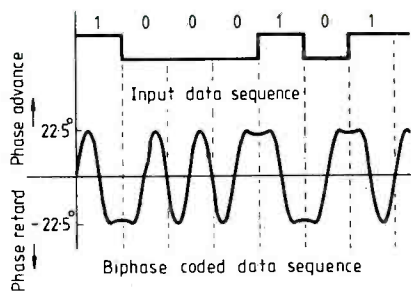 1 0 0 0 1 0 1
Input data sequence
Phase advance
22.5°
Phase retard
-22.5°
Biphase coded data sequence